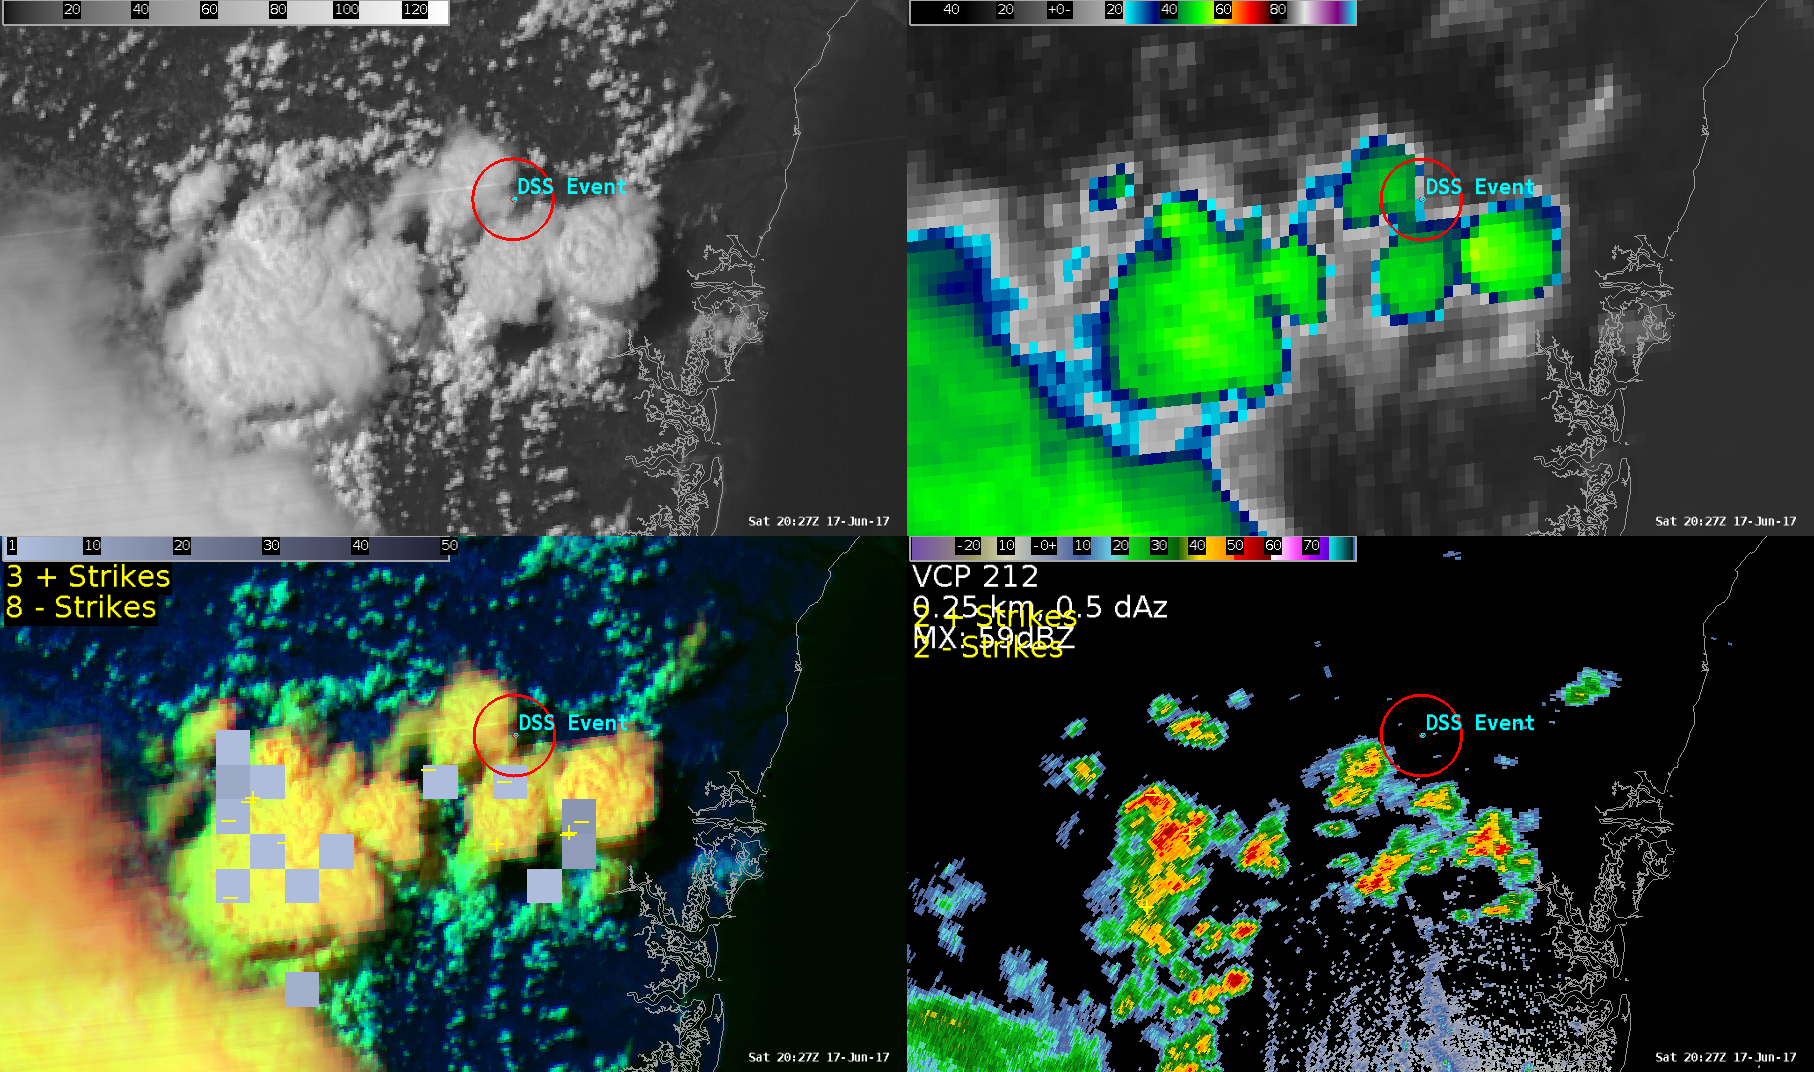 20 40 60 80 100 120
DSS Event
Sat 20:27Z 17-Jun-17
40 20 +0- 20 40 60 80
DSS Event
Sat 20:27Z 17-Jun-17
1 10 20 30 40 50
3 + Strikes
8 - Strikes
DSS Event
Sat 20:27Z 17-Jun-17
-20 10 -0+ 10 20 30 40 50 60 70
VCP 212
0.25 km, 0.5 dAz
2 + Strikes
MX: 59dBZ
2 - Strikes
DSS Event
Sat 20:27Z 17-Jun-17